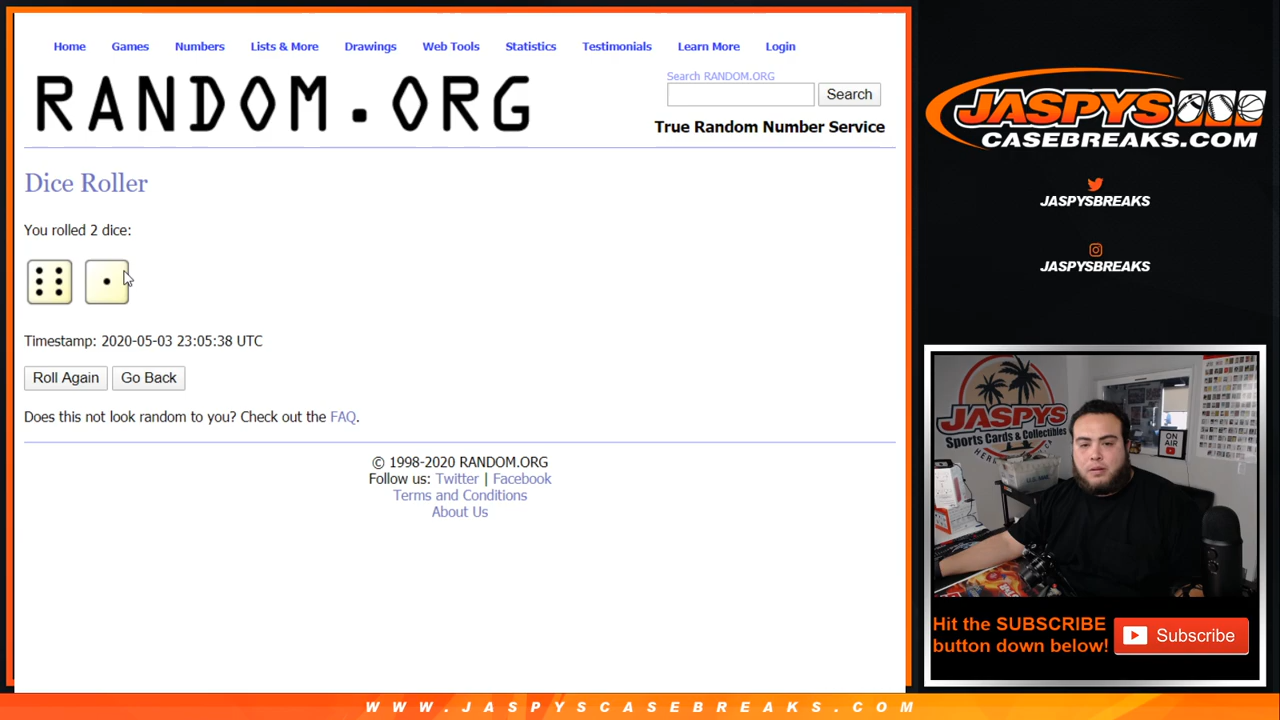 Home Games Numbers Lists & More Drawings Web Tools Statistics Testimonials Learn More Login
RANDOM.ORG
Search RANDOM.ORG
Search
True Random Number Service
Dice Roller
You rolled 2 dice:
Timestamp: 2020-05-03 23:05:38 UTC
Roll Again Go Back
Does this not look random to you? Check out the FAQ.
© 1998-2020 RANDOM.ORG
Follow us: Twitter | Facebook
Terms and Conditions
About Us
JASPYS
CASEBREAKS.COM
JASPYSBREAKS
JASPYSBREAKS
JASPYS
Sports Cards & Collectibles
ON
AIR
Hit the SUBSCRIBE
button down below!
Subscribe
WWW.JASPYSCASEBREAKS.COM